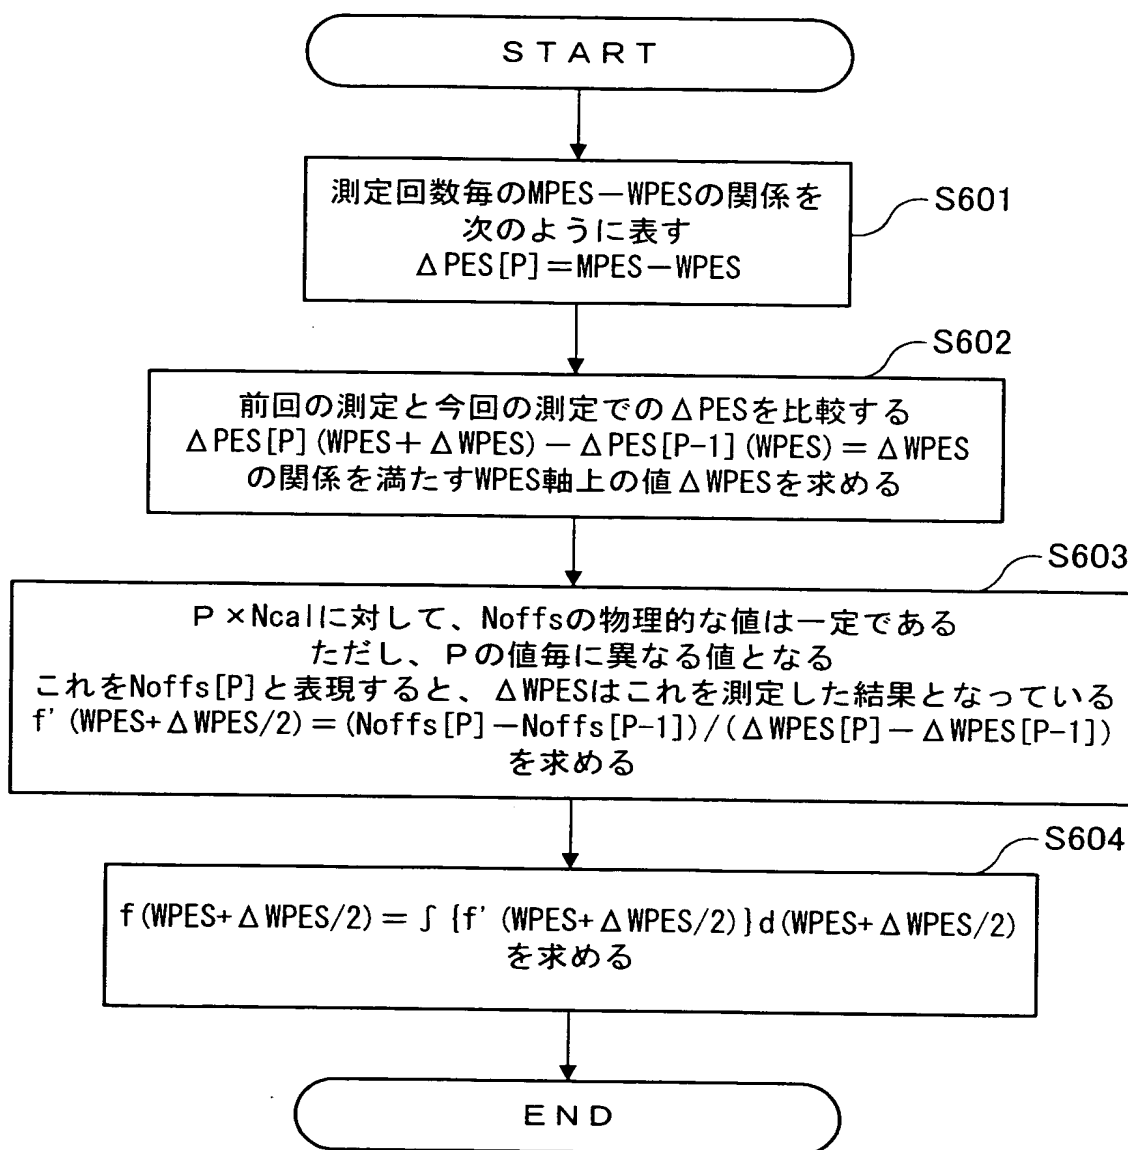 START
測定回数毎のMPES－WPESの関係を
次のように表す
ΔPES[P]＝MPES－WPES
S601
S602
前回の測定と今回の測定でのΔPESを比較する
ΔPES[P](WPES＋ΔWPES)－ΔPES[P-1](WPES)＝ΔWPES
の関係を満たすWPES軸上の値ΔWPESを求める
S603
P×Ncalに対して、Noffsの物理的な値は一定である
ただし、Pの値毎に異なる値となる
これをNoffs[P]と表現すると、ΔWPESはこれを測定した結果となっている
f'(WPES+ΔWPES/2)＝(Noffs[P]－Noffs[P-1])/(ΔWPES[P]－ΔWPES[P-1])
を求める
S604
f(WPES+ΔWPES/2)＝∫{f'(WPES+ΔWPES/2)}d(WPES+ΔWPES/2)
を求める
END